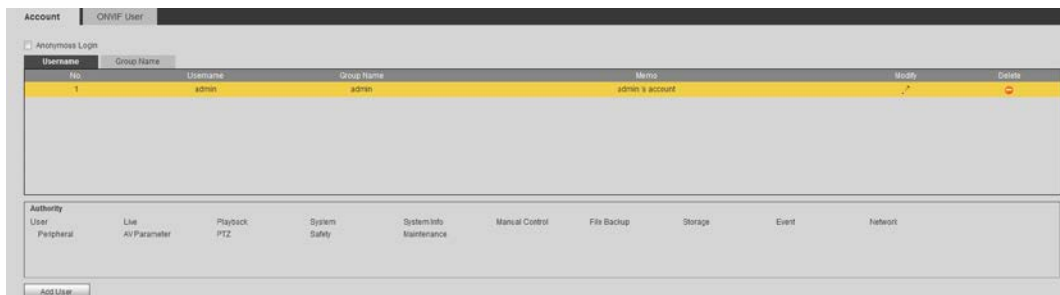 Account ONVIF User
Anonymous Login
Username Group Name
No. Username Group Name Memo Modify Delete
1 admin admin admin 's account
Authority
User Live Playback System System Info Manual Control File Backup Storage Event Network
Peripheral AV Parameter PTZ Safety Maintenance
Add User